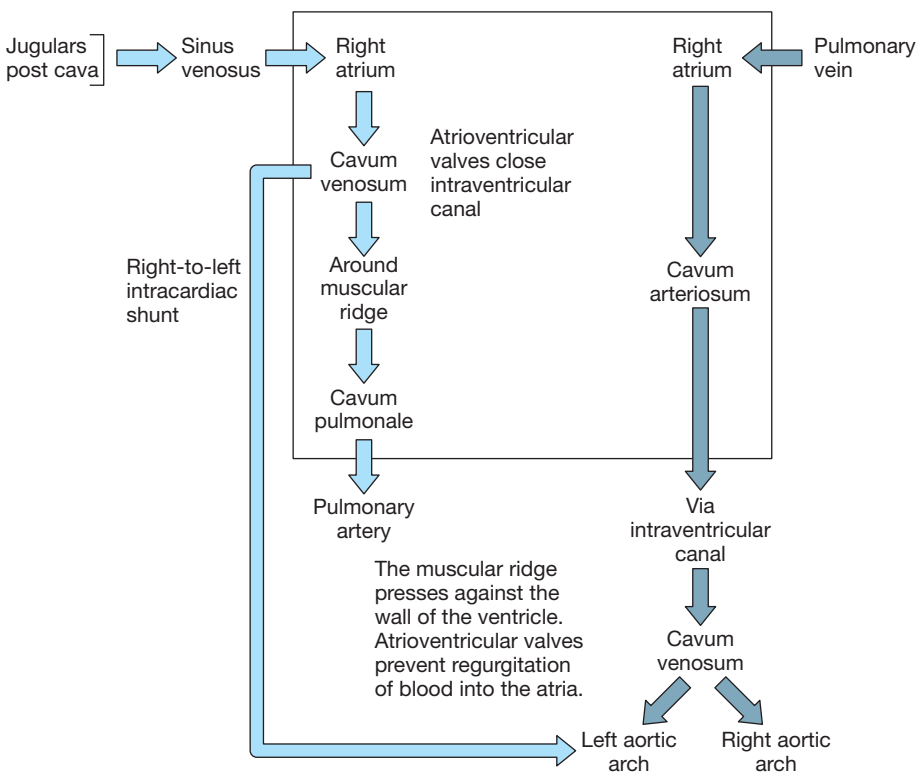 Jugulars
post cava
Sinus
venosus
Right
atrium
Right
atrium
Pulmonary
vein
Cavum
venosum
Atrioventricular
valves close
intraventricular
canal
Right-to-left
intracardiac
shunt
Around
muscular
ridge
Cavum
arteriosum
Cavum
pulmonale
Pulmonary
artery
Via
intraventricular
canal
The muscular ridge
presses against the
wall of the ventricle.
Atrioventricular valves
prevent regurgitation
of blood into the atria.
Cavum
venosum
Left aortic
arch
Right aortic
arch